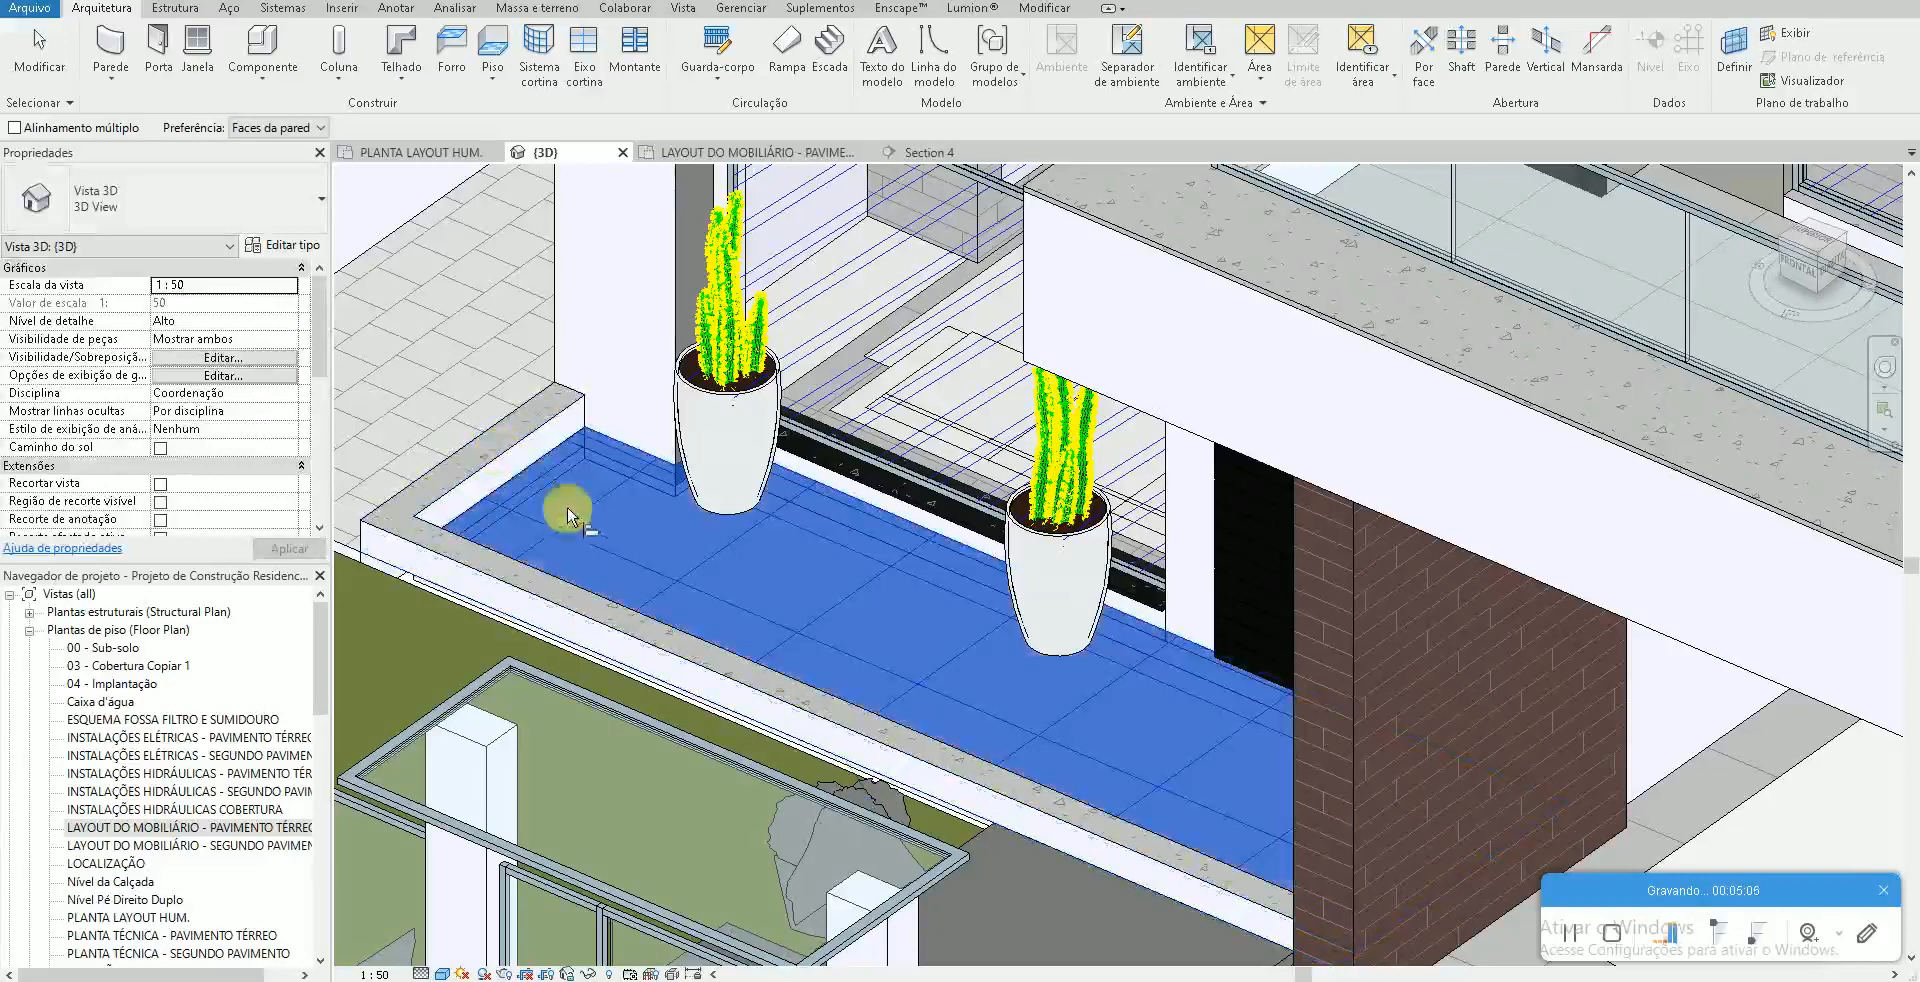 Arquivo Arquitetura Estrutura Aço Sistemas Inserir Anotar Analisar Massa e terreno Colaborar Vista Gerenciar Suplementos Enscape™ Lumion® Modificar
Modificar Parede Porta Janela Componente Coluna Telhado Forro Piso Sistema cortina Eixo cortina Montante Guarda-corpo Rampa Escada Texto do modelo Linha do modelo Grupo de modelos Ambiente Separador de ambiente Identificar ambiente Área Limite de área Identificar área Por face Shaft Parede Vertical Mansarda Nível Eixo Definir Exibir
Plano de referência
Visualizador
Selecionar Construir Circulação Modelo Ambiente e Área Abertura Dados Plano de trabalho
Alinhamento múltiplo Preferência: Faces da pared
Propriedades
PLANTA LAYOUT HUM. {3D} LAYOUT DO MOBILIÁRIO - PAVIME... Section 4
Vista 3D
3D View
Vista 3D: {3D} Editar tipo
Gráficos
Escala da vista 1 : 50
Valor de escala 1: 50
Nível de detalhe Alto
Visibilidade de peças Mostrar ambos
Visibilidade/Sobreposiçã... Editar...
Opções de exibição de g... Editar...
Disciplina Coordenação
Mostrar linhas ocultas Por disciplina
Estilo de exibição de aná... Nenhum
Caminho do sol
Extensões
Recortar vista
Região de recorte visível
Recorte de anotação
Ajuda de propriedades Aplicar
Navegador de projeto - Projeto de Construção Residenc...
Vistas (all)
Plantas estruturais (Structural Plan)
Plantas de piso (Floor Plan)
00 - Sub-solo
03 - Cobertura Copiar 1
04 - Implantação
Caixa d'água
ESQUEMA FOSSA FILTRO E SUMIDOURO
INSTALAÇÕES ELÉTRICAS - PAVIMENTO TÉRREO
INSTALAÇÕES ELÉTRICAS - SEGUNDO PAVIMEN
INSTALAÇÕES HIDRÁULICAS - PAVIMENTO TÉR
INSTALAÇÕES HIDRÁULICAS - SEGUNDO PAVIM
INSTALAÇÕES HIDRÁULICAS COBERTURA
LAYOUT DO MOBILIÁRIO - PAVIMENTO TÉRREO
LAYOUT DO MOBILIÁRIO - SEGUNDO PAVIMEN
LOCALIZAÇÃO
Nível da Calçada
Nível Pé Direito Duplo
PLANTA LAYOUT HUM.
PLANTA TÉCNICA - PAVIMENTO TÉRREO
PLANTA TÉCNICA - SEGUNDO PAVIMENTO
SUPERIOR
FRONTAL DIREITA
Gravando... 00:05:06
Ativar o Windows
Acesse Configurações para ativar o Windows.
1 : 50